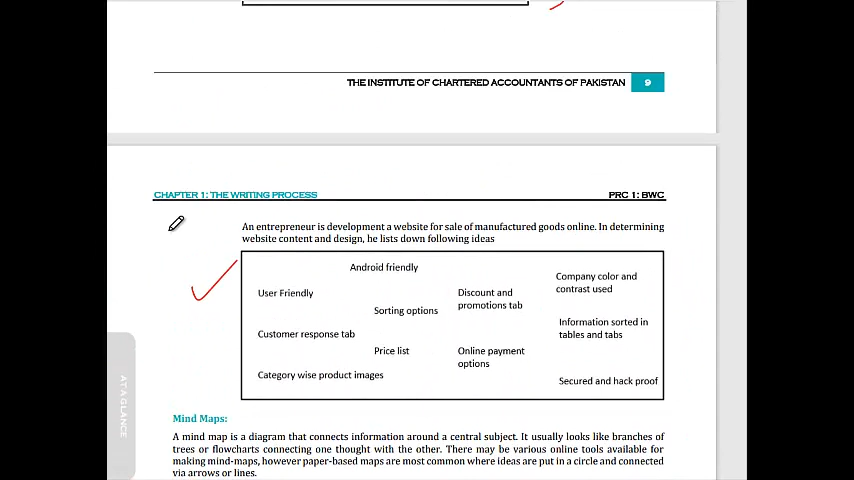 THE INSTITUTE OF CHARTERED ACCOUNTANTS OF PAKISTAN 9
CHAPTER 1: THE WRITING PROCESS PRC 1: BWC
An entrepreneur is development a website for sale of manufactured goods online. In determining
website content and design, he lists down following ideas
Android friendly
Company color and
contrast used
User Friendly
Discount and
promotions tab
Sorting options
Information sorted in
tables and tabs
Customer response tab
Price list
Online payment
options
Category wise product images
Secured and hack proof
AT A GLANCE
Mind Maps:
A mind map is a diagram that connects information around a central subject. It usually looks like branches of
trees or flowcharts connecting one thought with the other. There may be various online tools available for
making mind-maps, however paper-based maps are most common where ideas are put in a circle and connected
via arrows or lines.